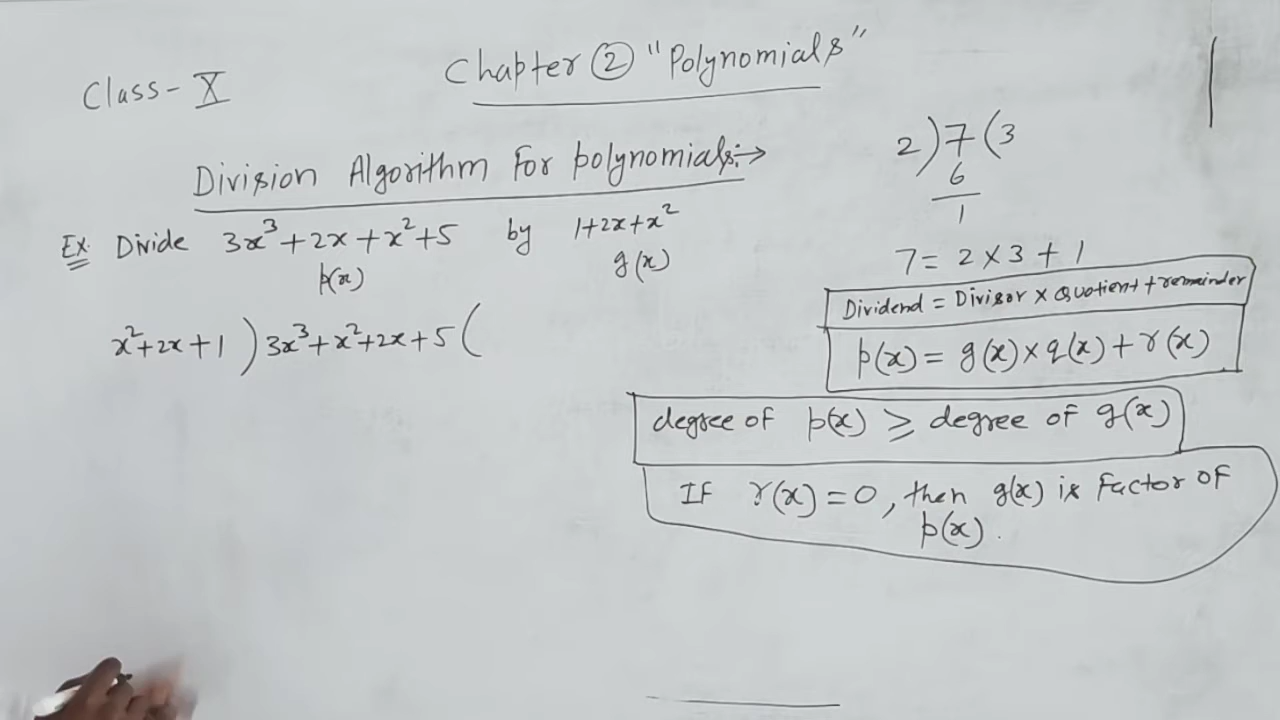 Class-X
Chapter ② "Polynomials"
Division Algorithm For polynomials:→
Ex. Divide 3x³+2x+x²+5 by 1+2x+x²
p(x) g(x)
x²+2x+1 ) 3x³+x²+2x+5 (
2 ) 7 ( 3
6
1
7 = 2 × 3 + 1
Dividend = Divisor × Quotient + remainder
p(x) = g(x) × q(x) + r(x)
degree of p(x) ⩾ degree of g(x)
If r(x) = 0, then g(x) is factor of
p(x).